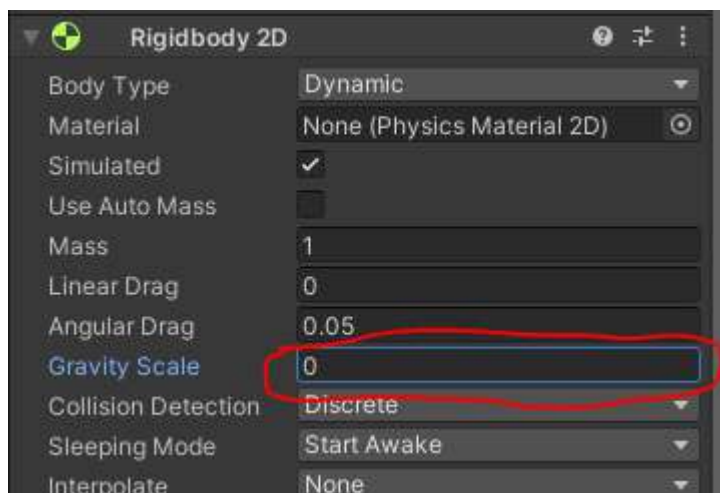 Rigidbody 2D
Body Type Dynamic
Material None (Physics Material 2D)
Simulated
Use Auto Mass
Mass 1
Linear Drag 0
Angular Drag 0.05
Gravity Scale 0
Collision Detection Discrete
Sleeping Mode Start Awake
Interpolate None